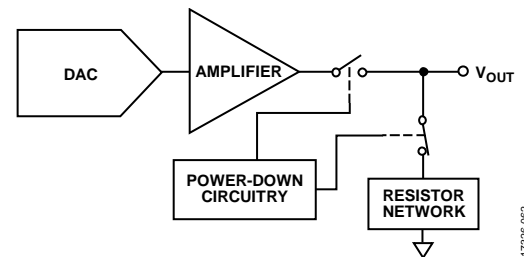 DAC
AMPLIFIER
VOUT
POWER-DOWN
CIRCUITRY
RESISTOR
NETWORK